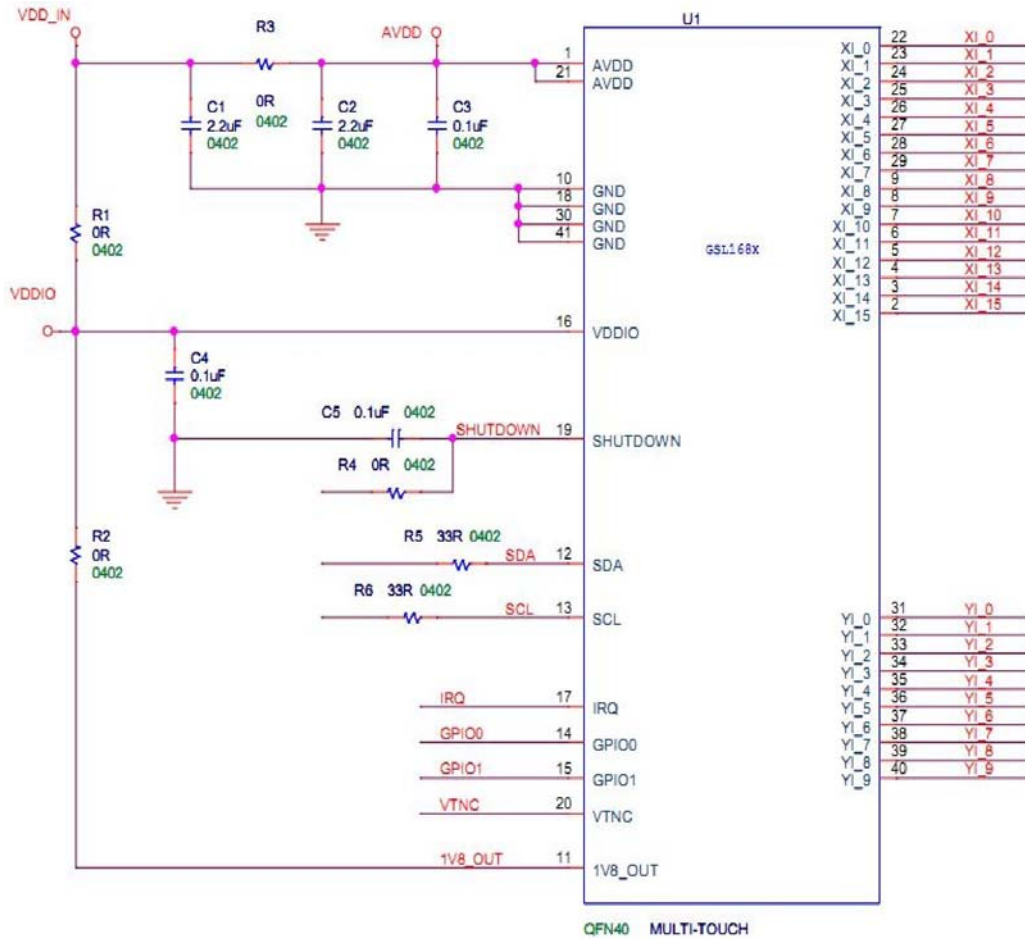 VDD_IN
R3
AVDD
U1
0R
0402
C1
2.2uF
0402
C2
2.2uF
0402
C3
0.1uF
0402
1 AVDD
21 AVDD
10 GND
18 GND
30 GND
41 GND
GSL168X
R1
0R
0402
VDDIO
16 VDDIO
C4
0.1uF
0402
C5 0.1uF 0402
SHUTDOWN 19 SHUTDOWN
R4 0R 0402
R2
0R
0402
R5 33R 0402
SDA 12 SDA
R6 33R 0402
SCL 13 SCL
IRQ 17 IRQ
GPIO0 14 GPIO0
GPIO1 15 GPIO1
VTNC 20 VTNC
1V8_OUT 11 1V8_OUT
XI_0 22 XI_0
XI_1 23 XI_1
XI_2 24 XI_2
XI_3 25 XI_3
XI_4 26 XI_4
XI_5 27 XI_5
XI_6 28 XI_6
XI_7 29 XI_7
XI_8 9 XI_8
XI_9 8 XI_9
XI_10 7 XI_10
XI_11 6 XI_11
XI_12 5 XI_12
XI_13 4 XI_13
XI_14 3 XI_14
XI_15 2 XI_15
YI_0 31 YI_0
YI_1 32 YI_1
YI_2 33 YI_2
YI_3 34 YI_3
YI_4 35 YI_4
YI_5 36 YI_5
YI_6 37 YI_6
YI_7 38 YI_7
YI_8 39 YI_8
YI_9 40 YI_9
QFN40 MULTI-TOUCH